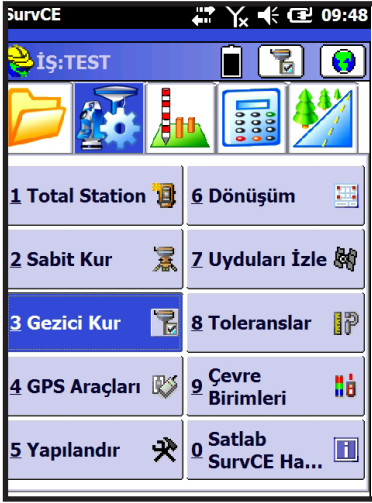 SurvCE 09:48
İŞ:TEST
1 Total Station
6 Dönüşüm
2 Sabit Kur
7 Uyduları İzle
3 Gezici Kur
8 Toleranslar
4 GPS Araçları
9 Çevre
Birimleri
5 Yapılandır
0 Satlab
SurvCE Ha...